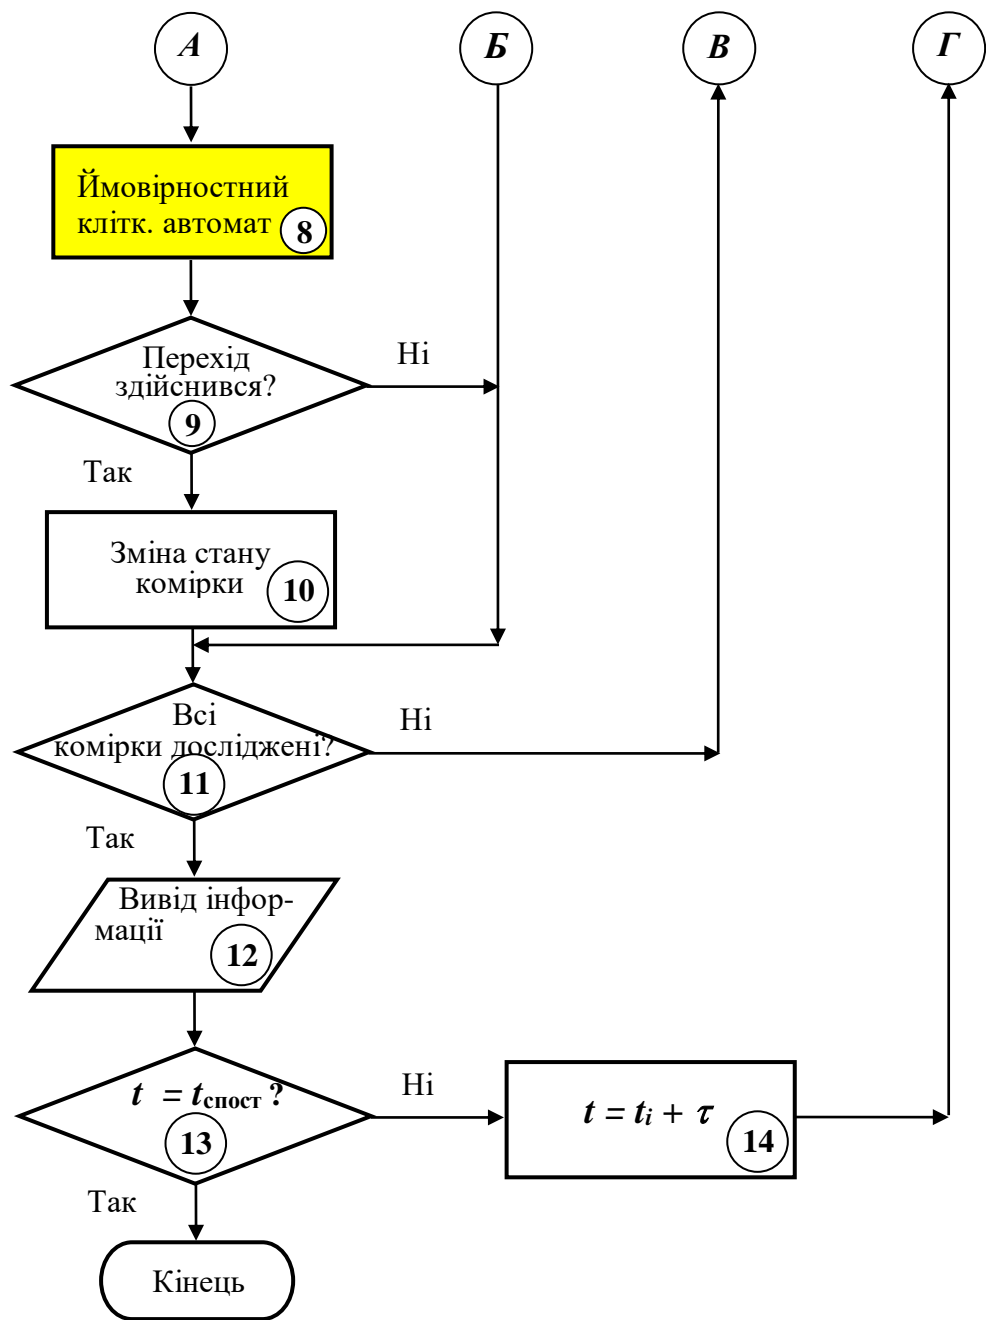 А Б В Г
Ймовірностний
клітк. автомат 8
Перехід
здійснився?
9
Ні
Так
Зміна стану
комірки 10
Всі
комірки досліджені?
11
Ні
Так
Вивід інфор-
мації
12
t = tспост ?
13
Ні
t = ti + τ
14
Так
Кінець